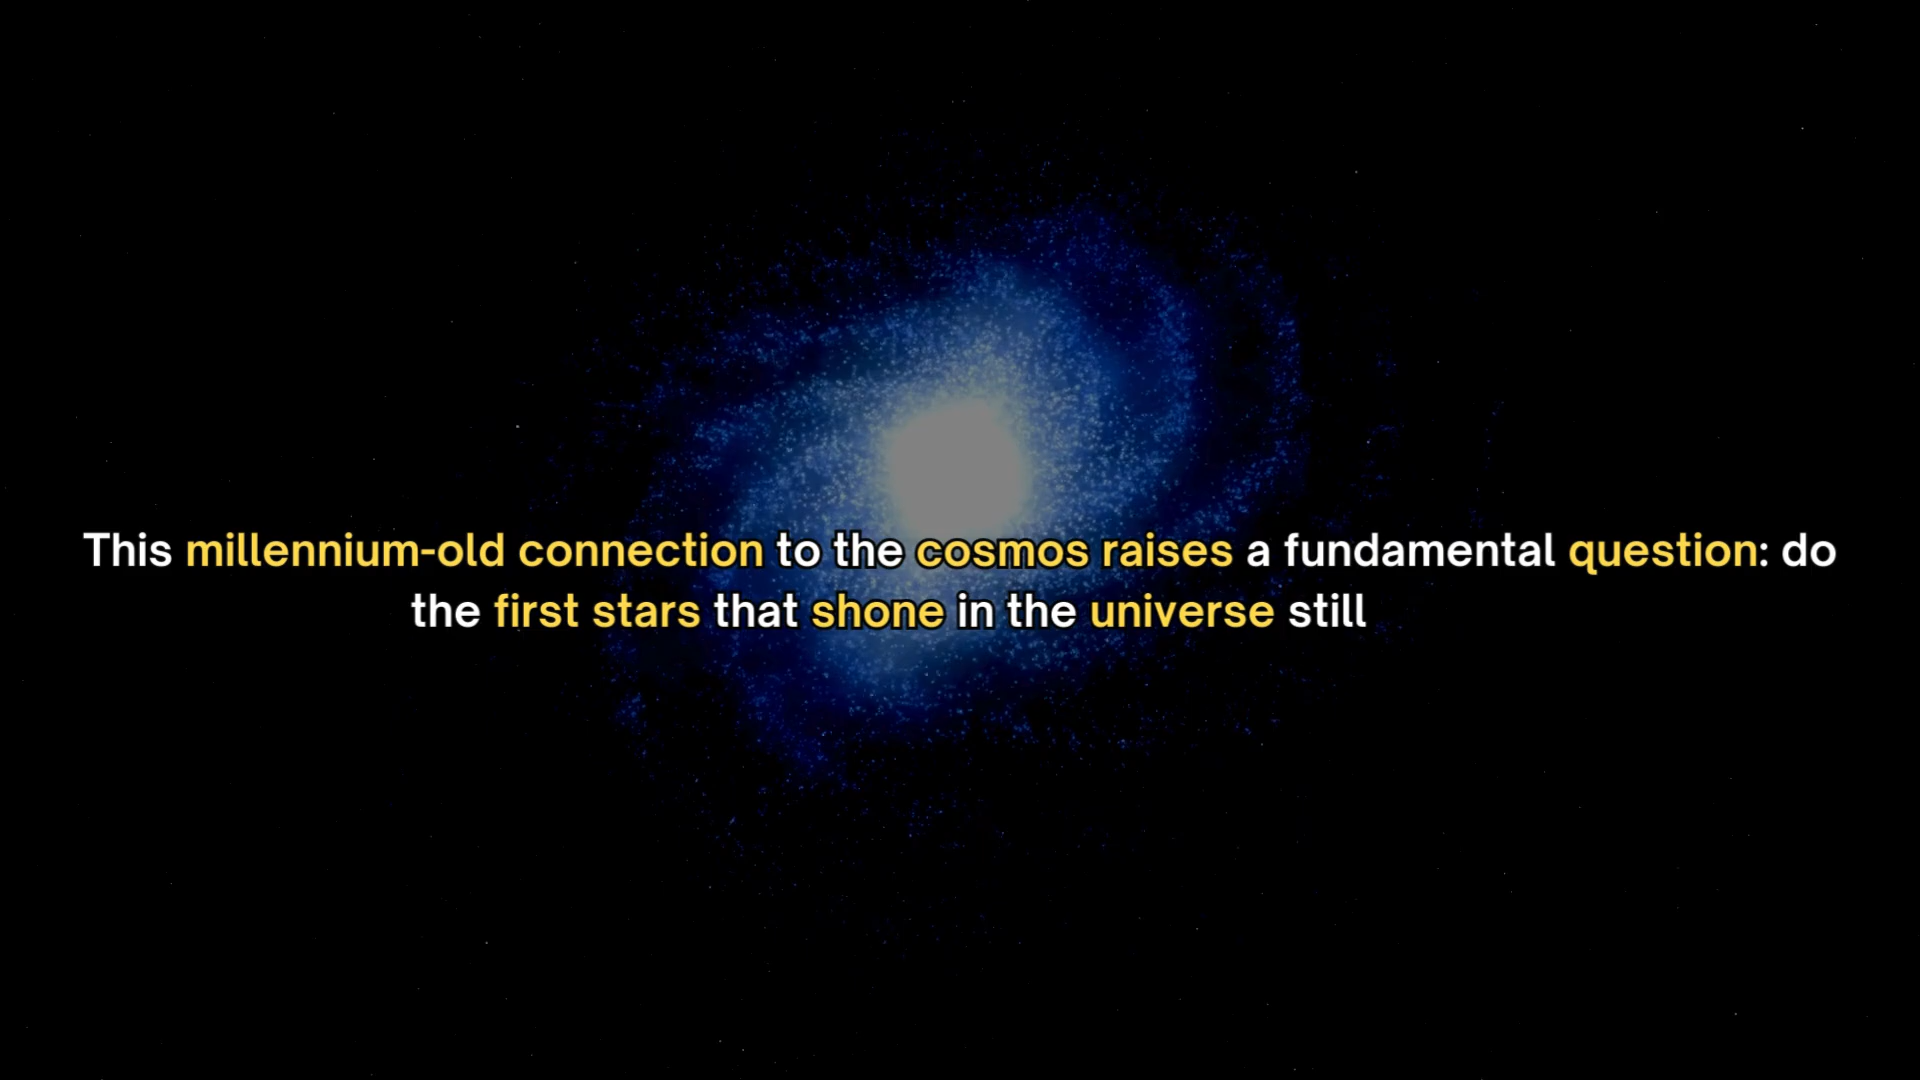 This millennium-old connection to the cosmos raises a fundamental question: do
the first stars that shone in the universe still